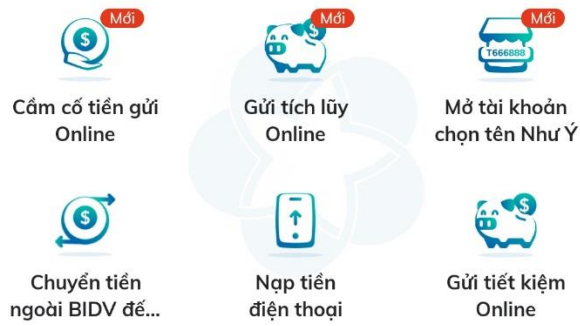 Mới
Mới
Mới
T666888
Cầm cố tiền gửi
Online
Gửi tích lũy
Online
Mở tài khoản
chọn tên Như Ý
Chuyển tiền
ngoài BIDV đế...
Nạp tiền
điện thoại
Gửi tiết kiệm
Online